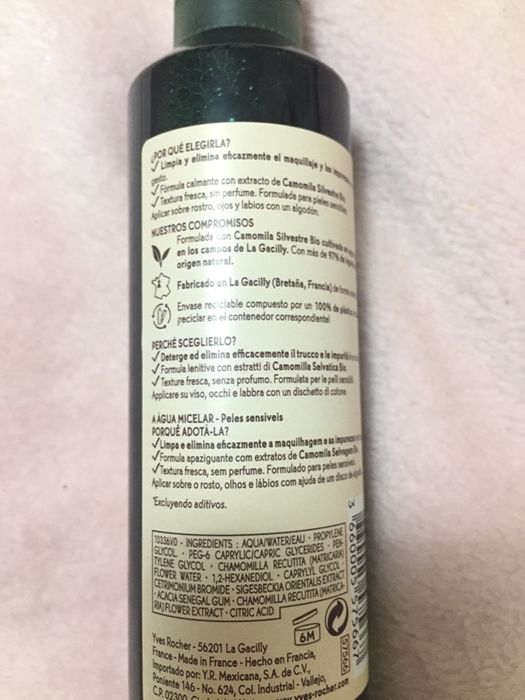 ¿POR QUÉ ELEGIRLA?
✓Limpia y elimina eficazmente el maquillaje y las
gesto.
✓Fórmula calmante con extracto de Camomila Silvestre Bio
✓Textura fresca, sin perfume. Formulada para pieles sensibles
Aplicar sobre rostro, ojos y labios con un algodón.
NUESTROS COMPROMISOS
Formulada con Camomila Silvestre Bio cultivada en
en los campos de La Gacilly. Con más de 97% de
origen natural.
Fabricado en La Gacilly (Bretaña, Francia) de
Envase reciclable compuesto por un 100% de
¡reciclar en el contenedor correspondiente!
PERCHÉ SCEGLIERLO?
✓Deterge ed elimina efficacemente il trucco e le impurità
✓Formula lenitiva con estratti di Camomilla Selvatica Bio.
✓Texture fresca, senza profumo. Formulata per le pelli sensibili.
Applicare su viso, occhi e labbra con un dischetto di cotone.
A ÁGUA MICELAR - Peles sensíveis
PORQUÊ ADOTÁ-LA?
✓Limpa e elimina eficazmente a maquilhagem e as impurezas
✓Fórmula apaziguante com extratos de Camomila Selvagem
✓Textura fresca, sem perfume. Formulado para peles sensíveis.
Aplicar sobre o rosto, olhos e lábios com ajuda de um disco de
*Excluyendo aditivos.
10336V0 - INGREDIENTS : AQUA/WATER/EAU · PROPYLENE
GLYCOL · PEG-6 CAPRYLIC/CAPRIC GLYCERIDES · PEN-
TYLENE GLYCOL · CHAMOMILLA RECUTITA (MATRICARIA)
FLOWER WATER · 1,2-HEXANEDIOL · CAPRYLYL GLYCOL ·
CETRIMONIUM BROMIDE · SIGESBECKIA ORIENTALIS EXTRACT
· ACACIA SENEGAL GUM · CHAMOMILLA RECUTITA (MATRICA-
RIA) FLOWER EXTRACT · CITRIC ACID
6M
57566
Yves Rocher - 56201 La Gacilly
France - Made in France - Hecho en Francia,
Importado por: Y.R. Mexicana, S.A. de C.V.,
Poniente 146 - No. 624, Col. Industrial - Vallejo,
C.P. 02300,